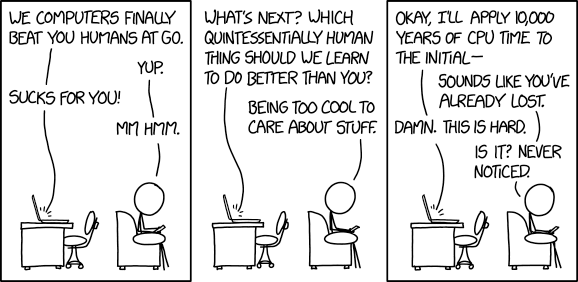 WE COMPUTERS FINALLY
BEAT YOU HUMANS AT GO.
YUP.
SUCKS FOR YOU!
MM HMM.
WHAT'S NEXT? WHICH
QUINTESSENTIALLY HUMAN
THING SHOULD WE LEARN
TO DO BETTER THAN YOU?
BEING TOO COOL TO
CARE ABOUT STUFF.
OKAY, I'LL APPLY 10,000
YEARS OF CPU TIME TO
THE INITIAL—
SOUNDS LIKE YOU'VE
ALREADY LOST.
DAMN. THIS IS HARD.
IS IT? NEVER
NOTICED.